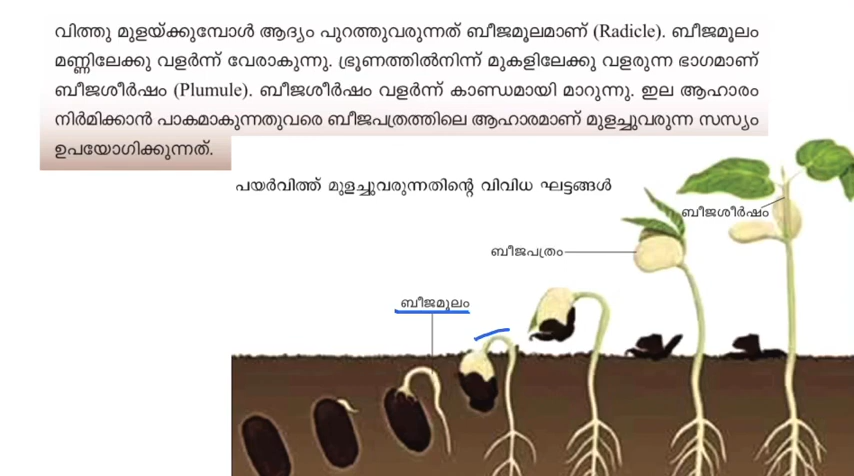 വിത്തു മുളയ്ക്കുമ്പോൾ ആദ്യം പുറത്തുവരുന്നത് ബീജമൂലമാണ് (Radicle). ബീജമൂലം
മണ്ണിലേക്കു വളർന്ന് വേരാകുന്നു. ഭ്രൂണത്തിൽനിന്ന് മുകളിലേക്കു വളരുന്ന ഭാഗമാണ്
ബീജശീർഷം (Plumule). ബീജശീർഷം വളർന്ന് കാണ്ഡമായി മാറുന്നു. ഇല ആഹാരം
നിർമിക്കാൻ പാകമാകുന്നതുവരെ ബീജപത്രത്തിലെ ആഹാരമാണ് മുളച്ചുവരുന്ന സസ്യം
ഉപയോഗിക്കുന്നത്.
പയർവിത്ത് മുളച്ചുവരുന്നതിന്റെ വിവിധ ഘട്ടങ്ങൾ
ബീജശീർഷം
ബീജപത്രം
ബീജമൂലം